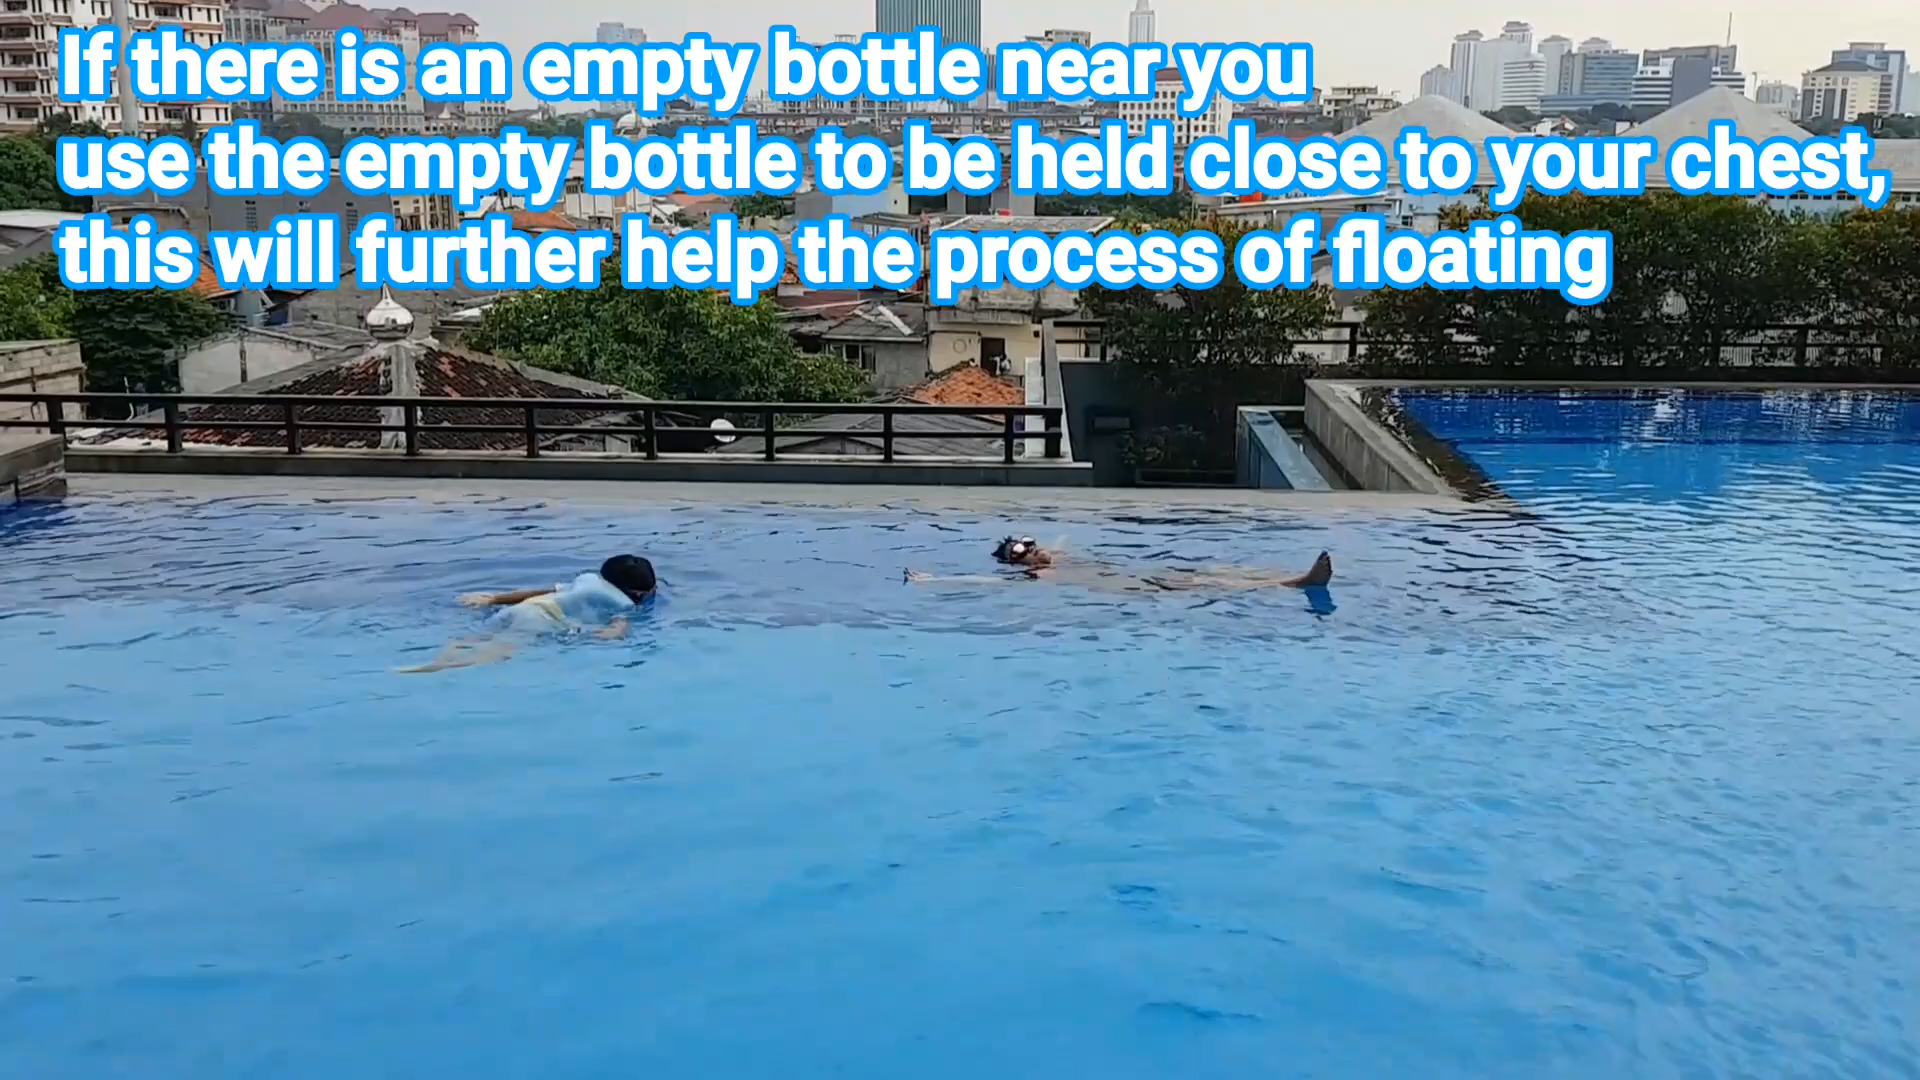 If there is an empty bottle near you
use the empty bottle to be held close to your chest,
this will further help the process of floating